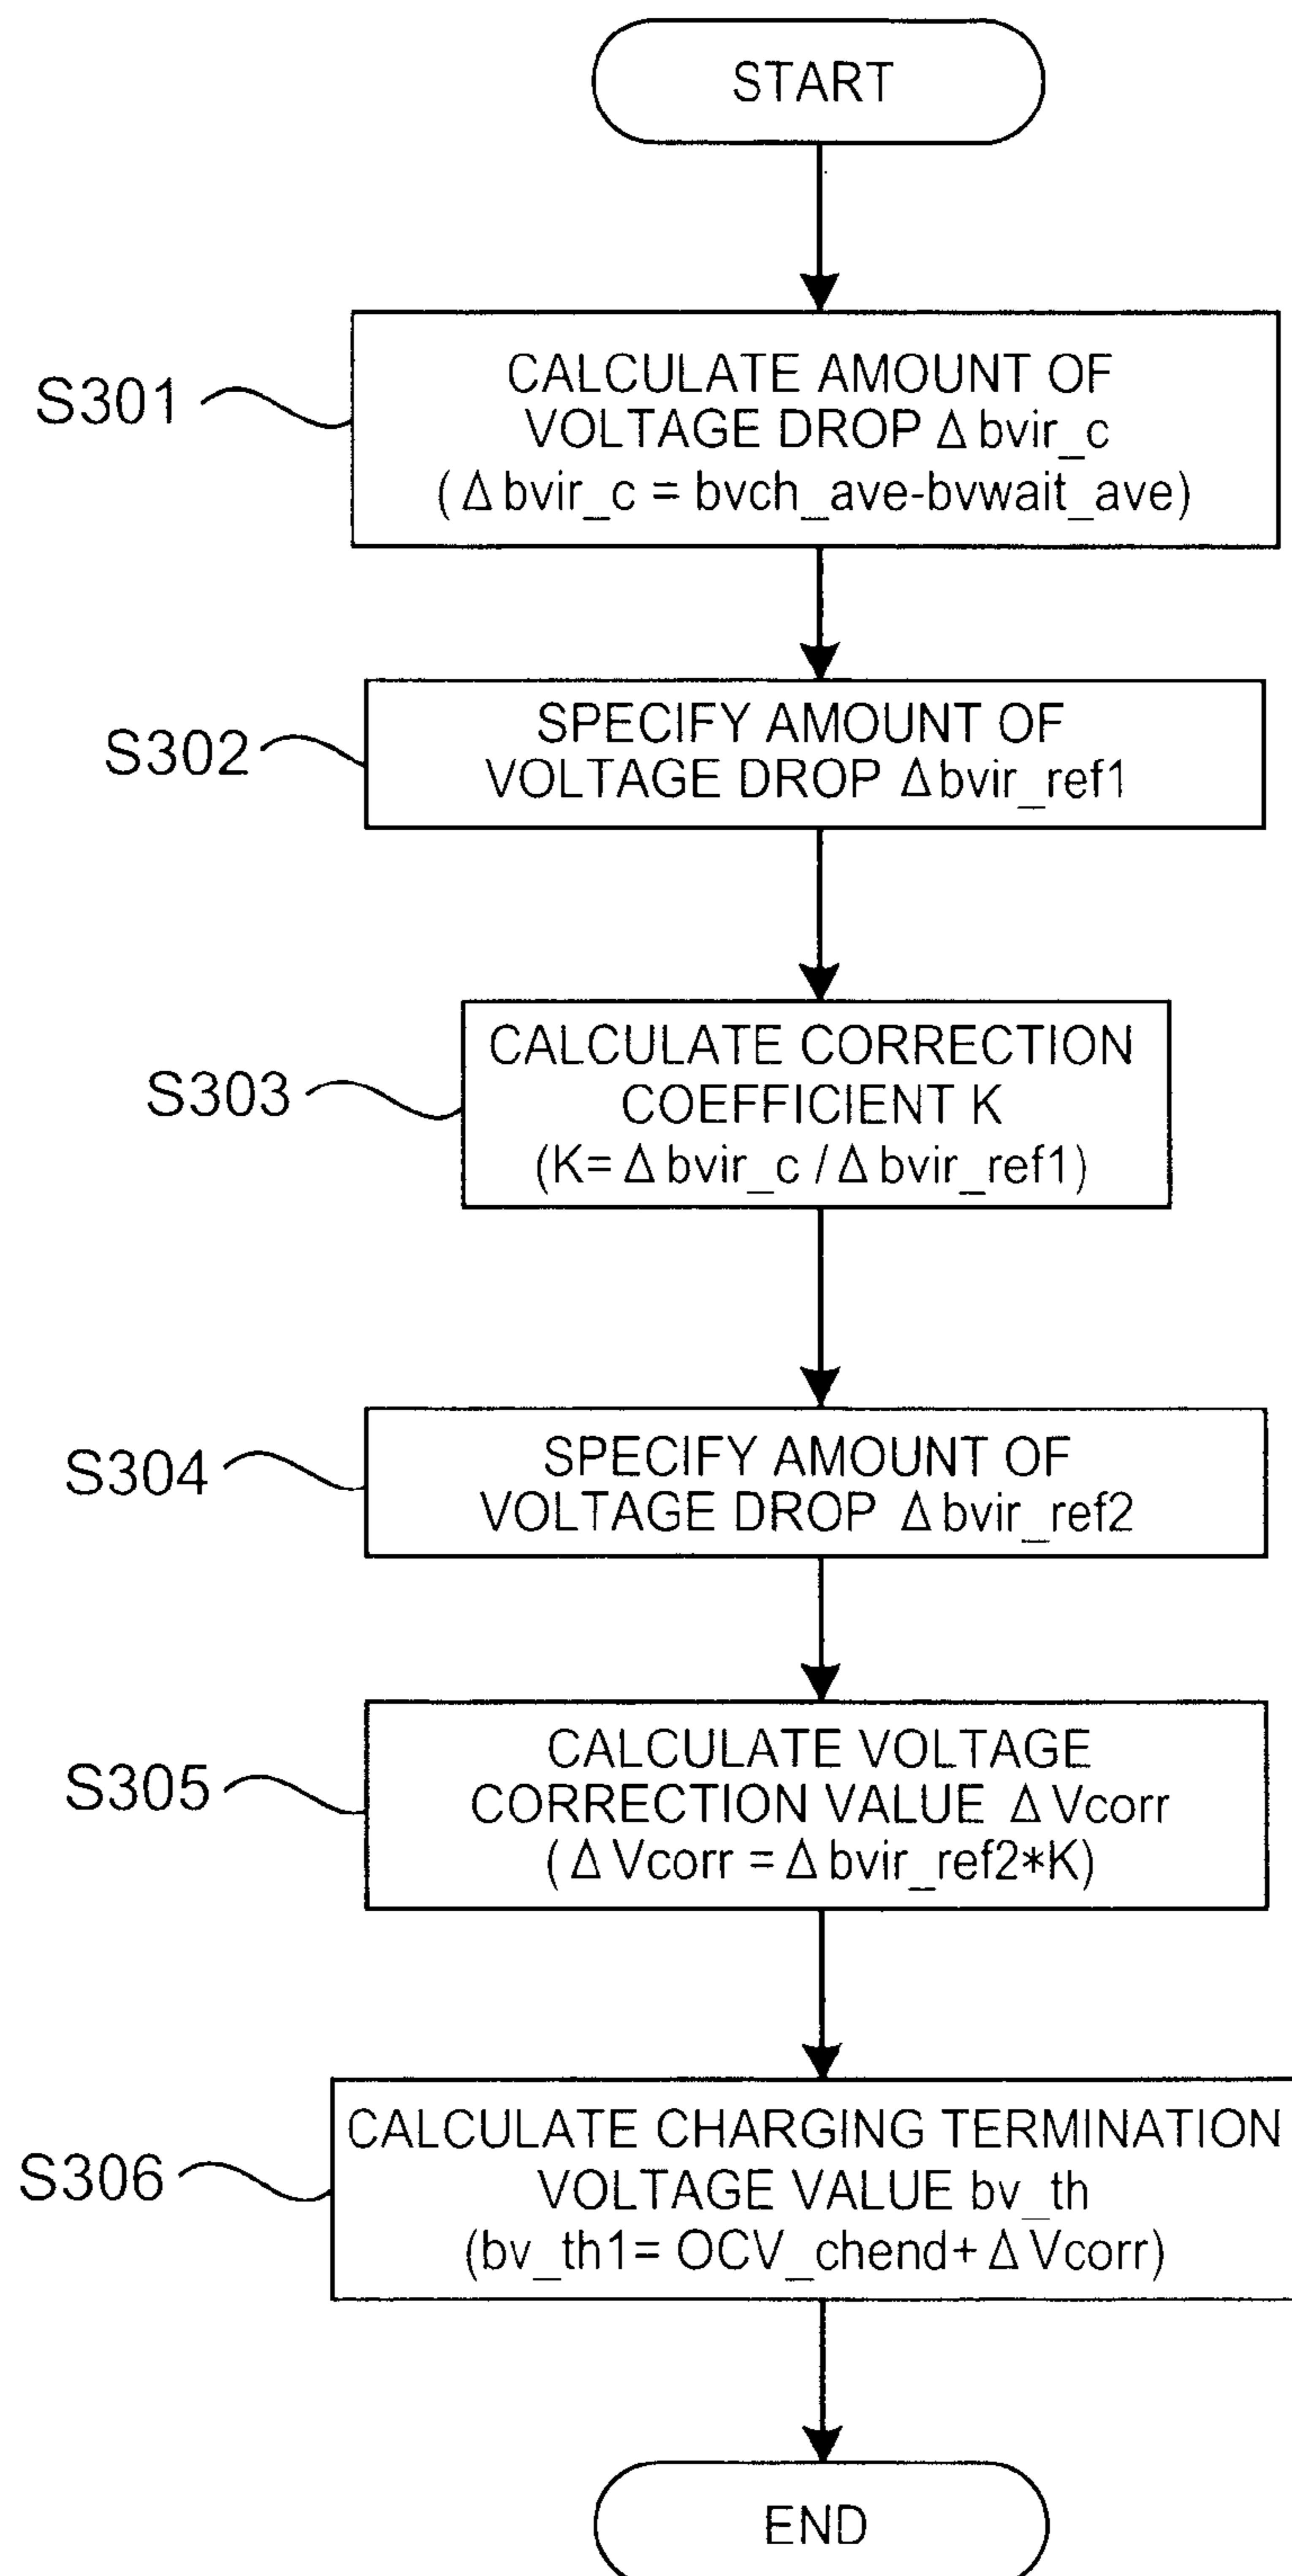 START
S301
CALCULATE AMOUNT OF
VOLTAGE DROP Δbvir_c
(Δbvir_c = bvch_ave-bvwait_ave)
S302
SPECIFY AMOUNT OF
VOLTAGE DROP Δbvir_ref1
S303
CALCULATE CORRECTION
COEFFICIENT K
(K=Δbvir_c/Δbvir_ref1)
S304
SPECIFY AMOUNT OF
VOLTAGE DROP Δbvir_ref2
S305
CALCULATE VOLTAGE
CORRECTION VALUE ΔVcorr
(ΔVcorr=Δbvir_ref2*K)
S306
CALCULATE CHARGING TERMINATION
VOLTAGE VALUE bv_th
(bv_th1= OCV_chend+ΔVcorr)
END